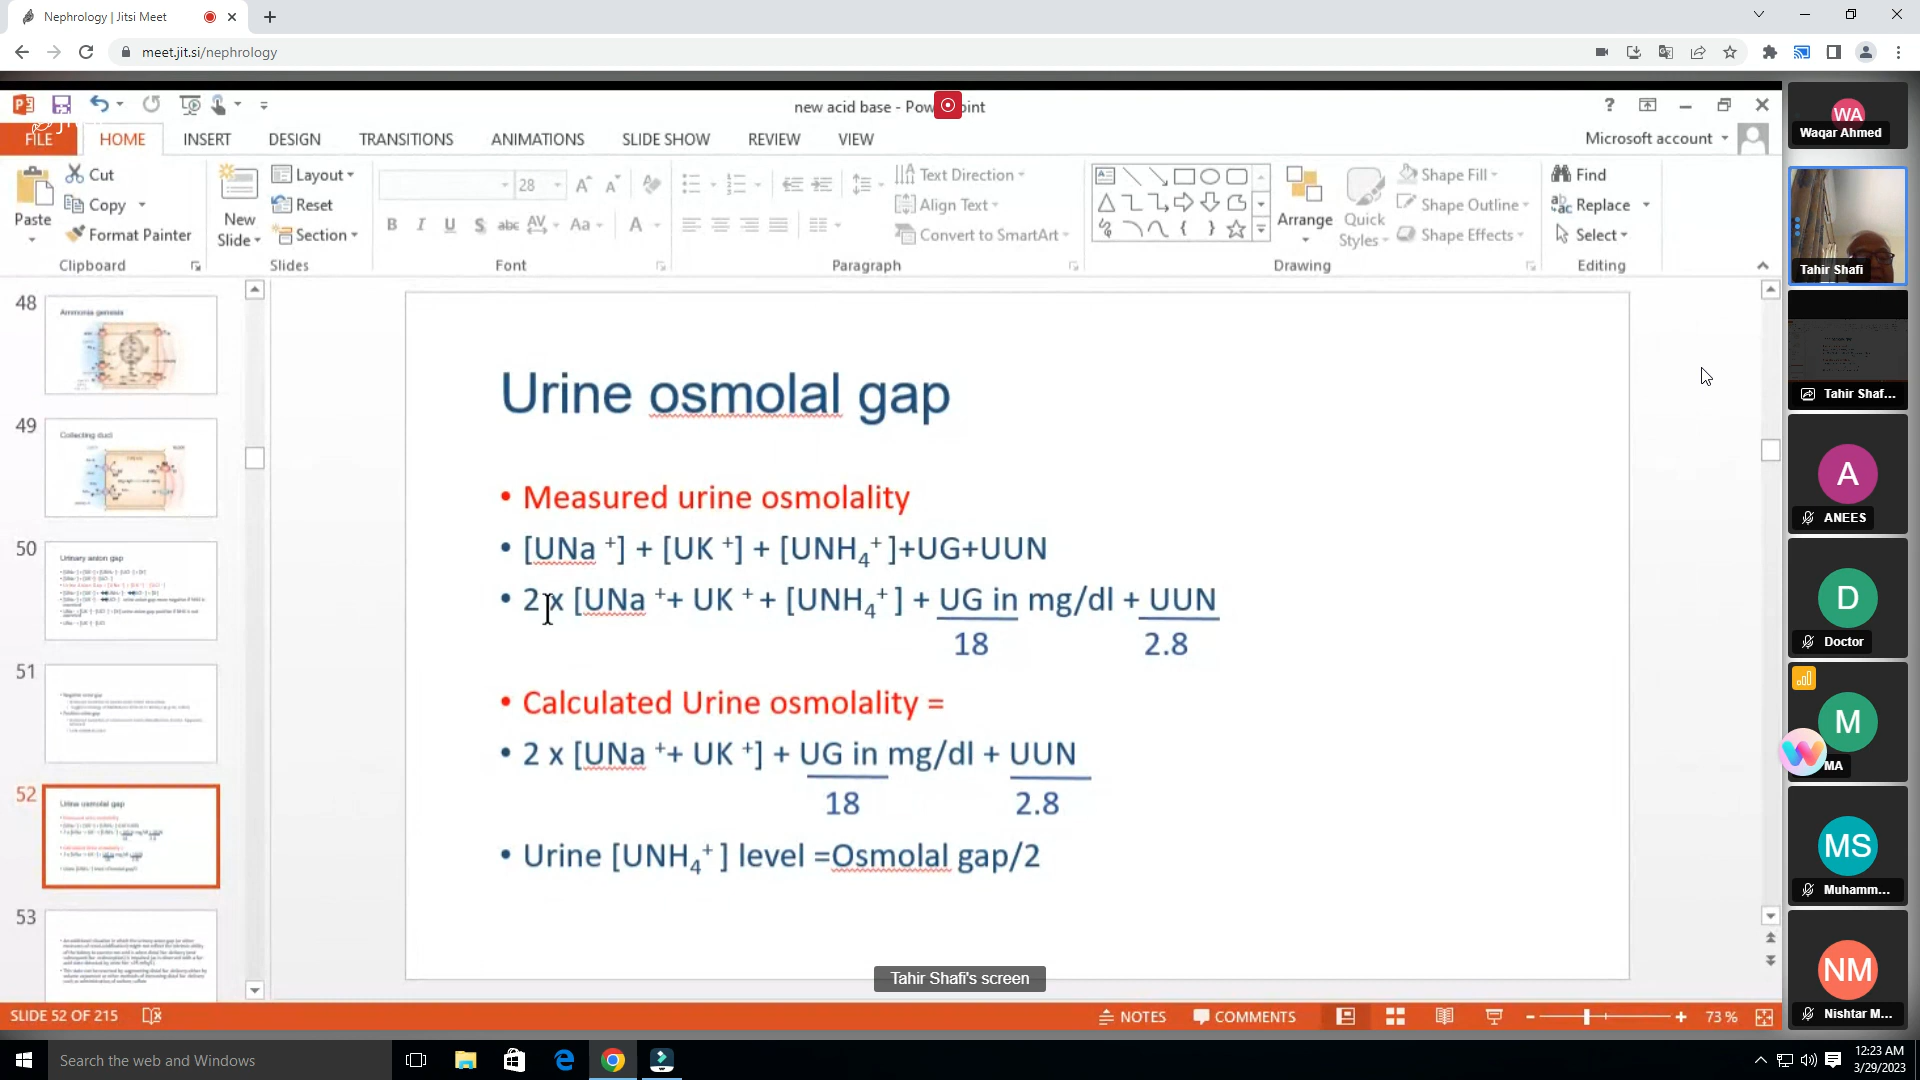 Nephrology | Jitsi Meet
meet.jit.si/nephrology
new acid base - PowerPoint
FILE HOME INSERT DESIGN TRANSITIONS ANIMATIONS SLIDE SHOW REVIEW VIEW Microsoft account
Paste
Cut
Copy
Format Painter
Clipboard
New Slide
Layout
Reset
Section
Slides
28
B I U S abc AV Aa A
Font
Text Direction
Align Text
Convert to SmartArt
Paragraph
Arrange
Quick Styles
Shape Fill
Shape Outline
Shape Effects
Drawing
Find
Replace
Select
Editing
48
Ammonia genesis
49
Collecting duct
50
Urinary anion gap
51
52
Urine osmolal gap
53
Urine osmolal gap
• Measured urine osmolality
• [UNa +] + [UK +] + [UNH4+ ]+UG+UUN
• 2 x [UNa ++ UK + + [UNH4+ ] + UG in mg/dl + UUN
18 2.8
• Calculated Urine osmolality =
• 2 x [UNa ++ UK +] + UG in mg/dl + UUN
18 2.8
• Urine [UNH4+ ] level =Osmolal gap/2
Tahir Shafi's screen
WA
Waqar Ahmed
Tahir Shafi
Tahir Shaf...
A
ANEES
D
Doctor
M
MA
MS
Muhamm...
NM
Nishtar M...
SLIDE 52 OF 215
NOTES COMMENTS 73 %
Search the web and Windows
12:23 AM
3/29/2023